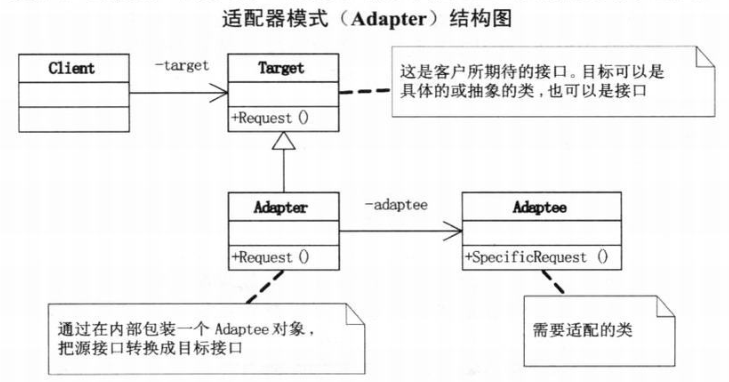 适配器模式（Adapter）结构图
Client
-target
Target
+Request()
这是客户所期待的接口。目标可以是
具体的或抽象的类，也可以是接口
Adapter
+Request()
-adaptee
Adaptee
+SpecificRequest()
通过在内部包装一个 Adaptee 对象，
把源接口转换成目标接口
需要适配的类